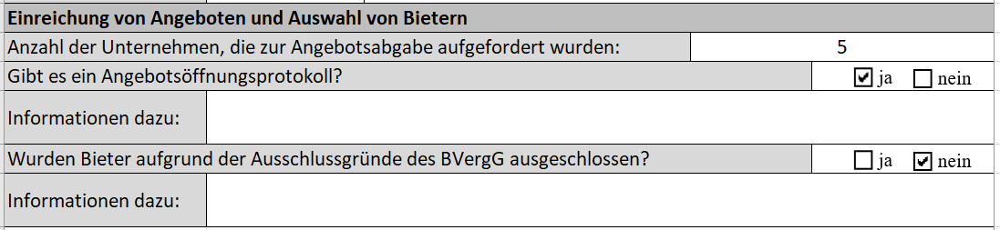 Einreichung von Angeboten und Auswahl von Bietern
Anzahl der Unternehmen, die zur Angebotsabgabe aufgefordert wurden: 5
Gibt es ein Angebotsöffnungsprotokoll? ☑ ja ☐ nein
Informationen dazu:
Wurden Bieter aufgrund der Ausschlussgründe des BVergG ausgeschlossen? ☐ ja ☑ nein
Informationen dazu: